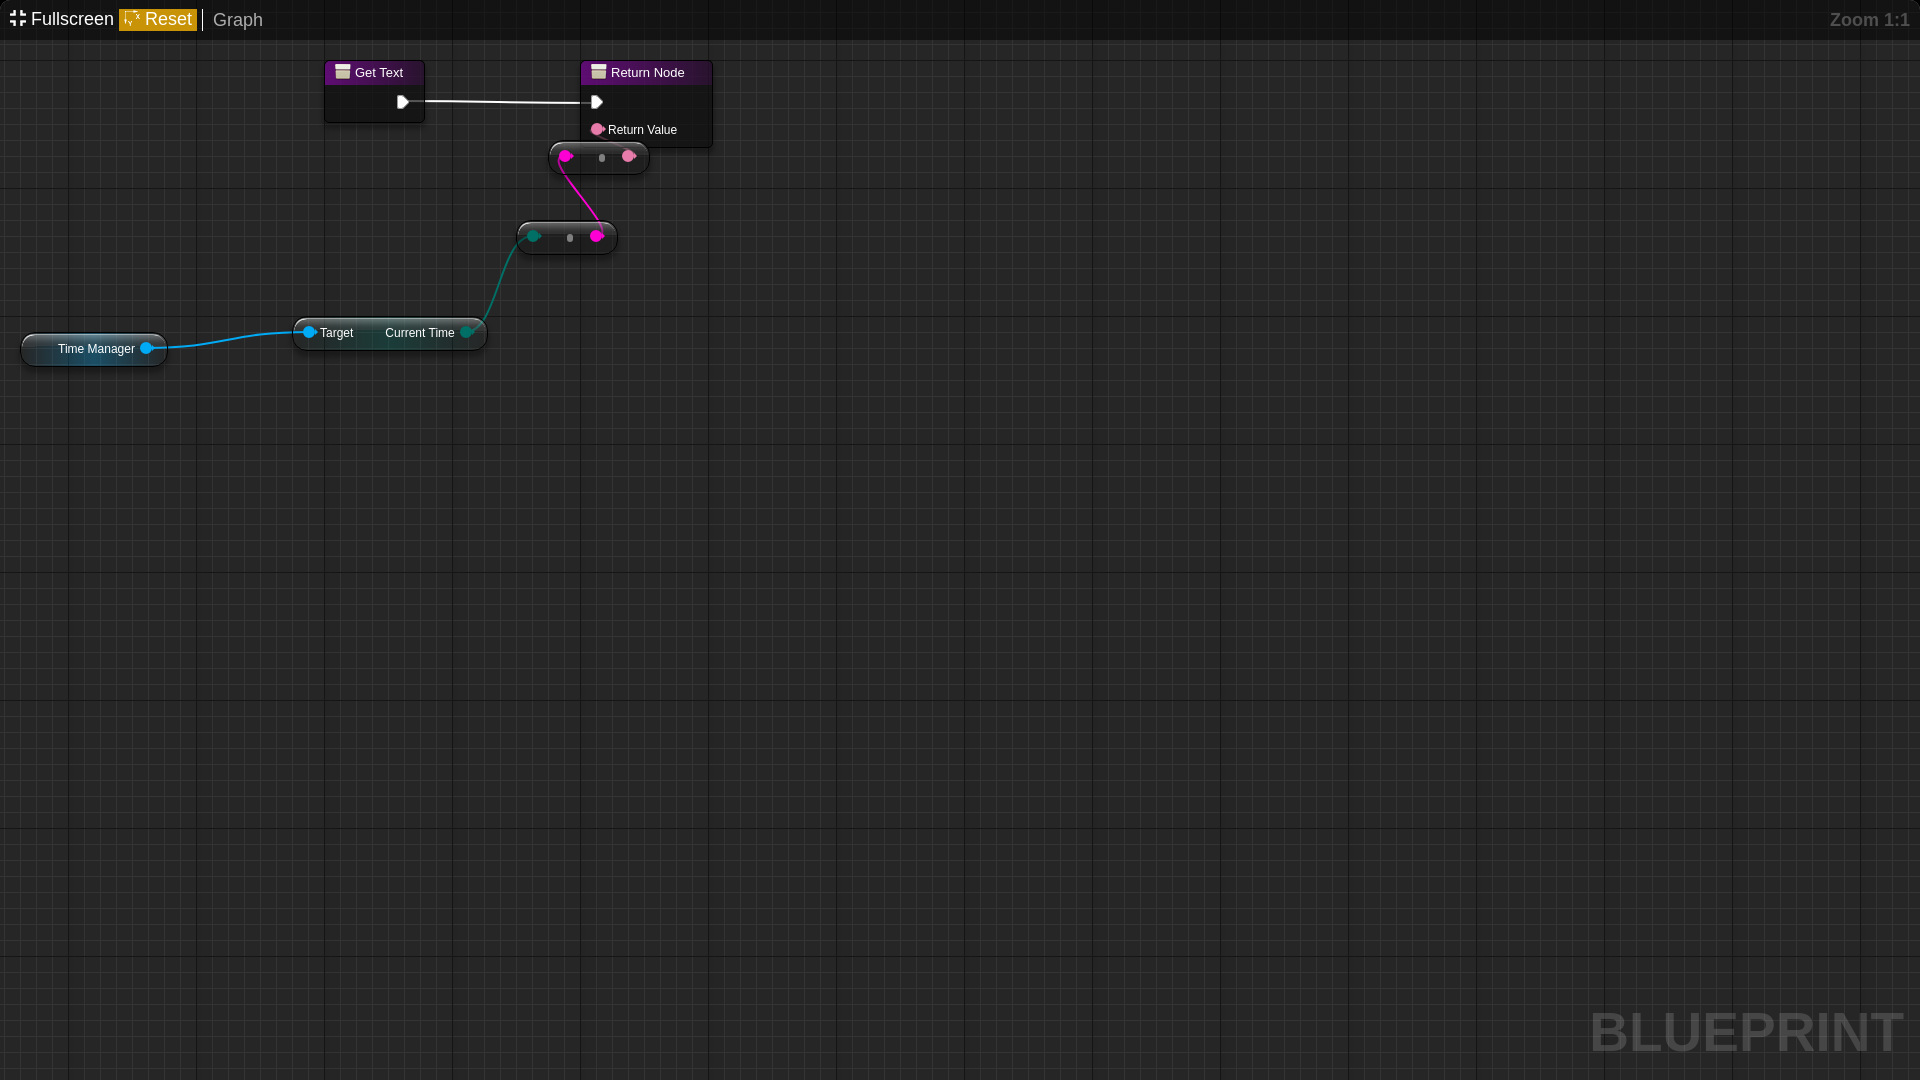 Fullscreen Reset Graph Zoom 1:1
Get Text Return Node
Return Value
Target Current Time
Time Manager
BLUEPRINT